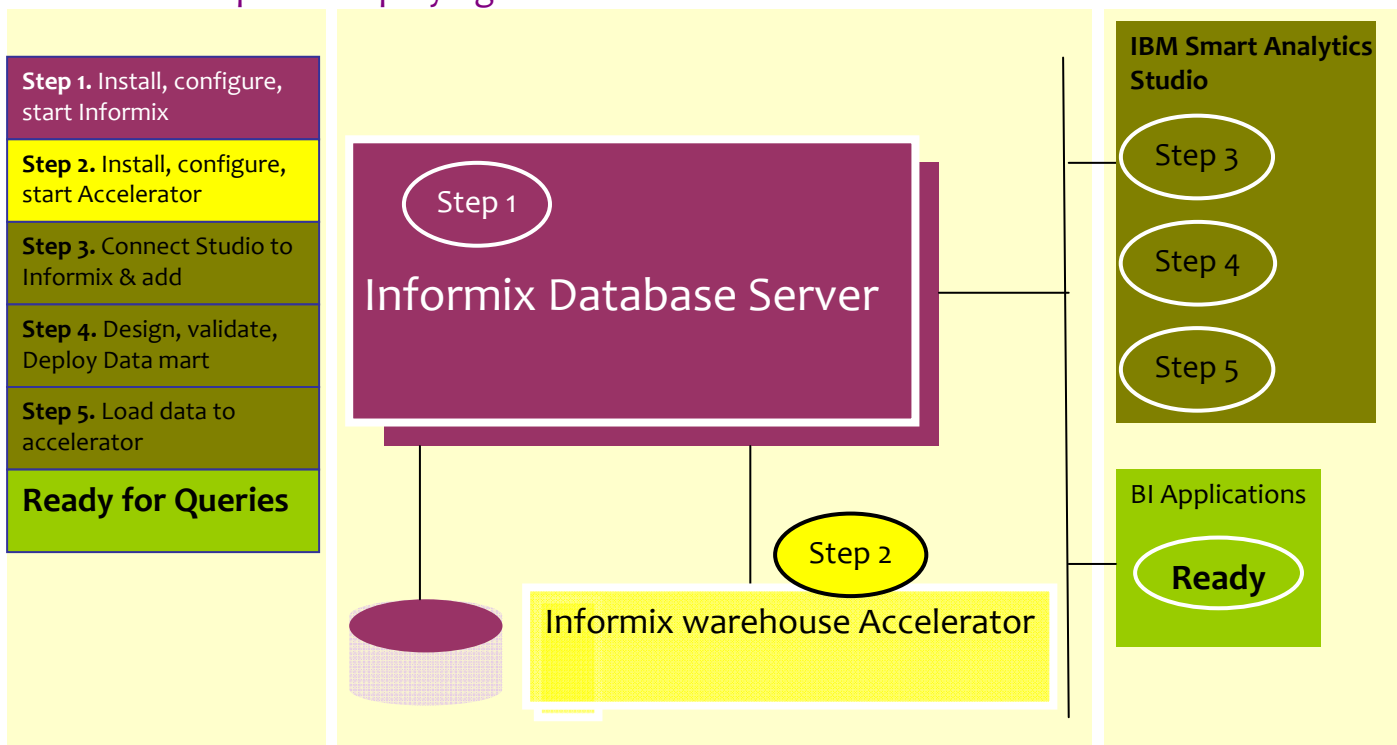 Step 1. Install, configure,
start Informix
Step 2. Install, configure,
start Accelerator
Step 3. Connect Studio to
Informix & add
Step 4. Design, validate,
Deploy Data mart
Step 5. Load data to
accelerator
Ready for Queries
Step 1
Informix Database Server
Step 2
Informix warehouse Accelerator
IBM Smart Analytics
Studio
Step 3
Step 4
Step 5
BI Applications
Ready